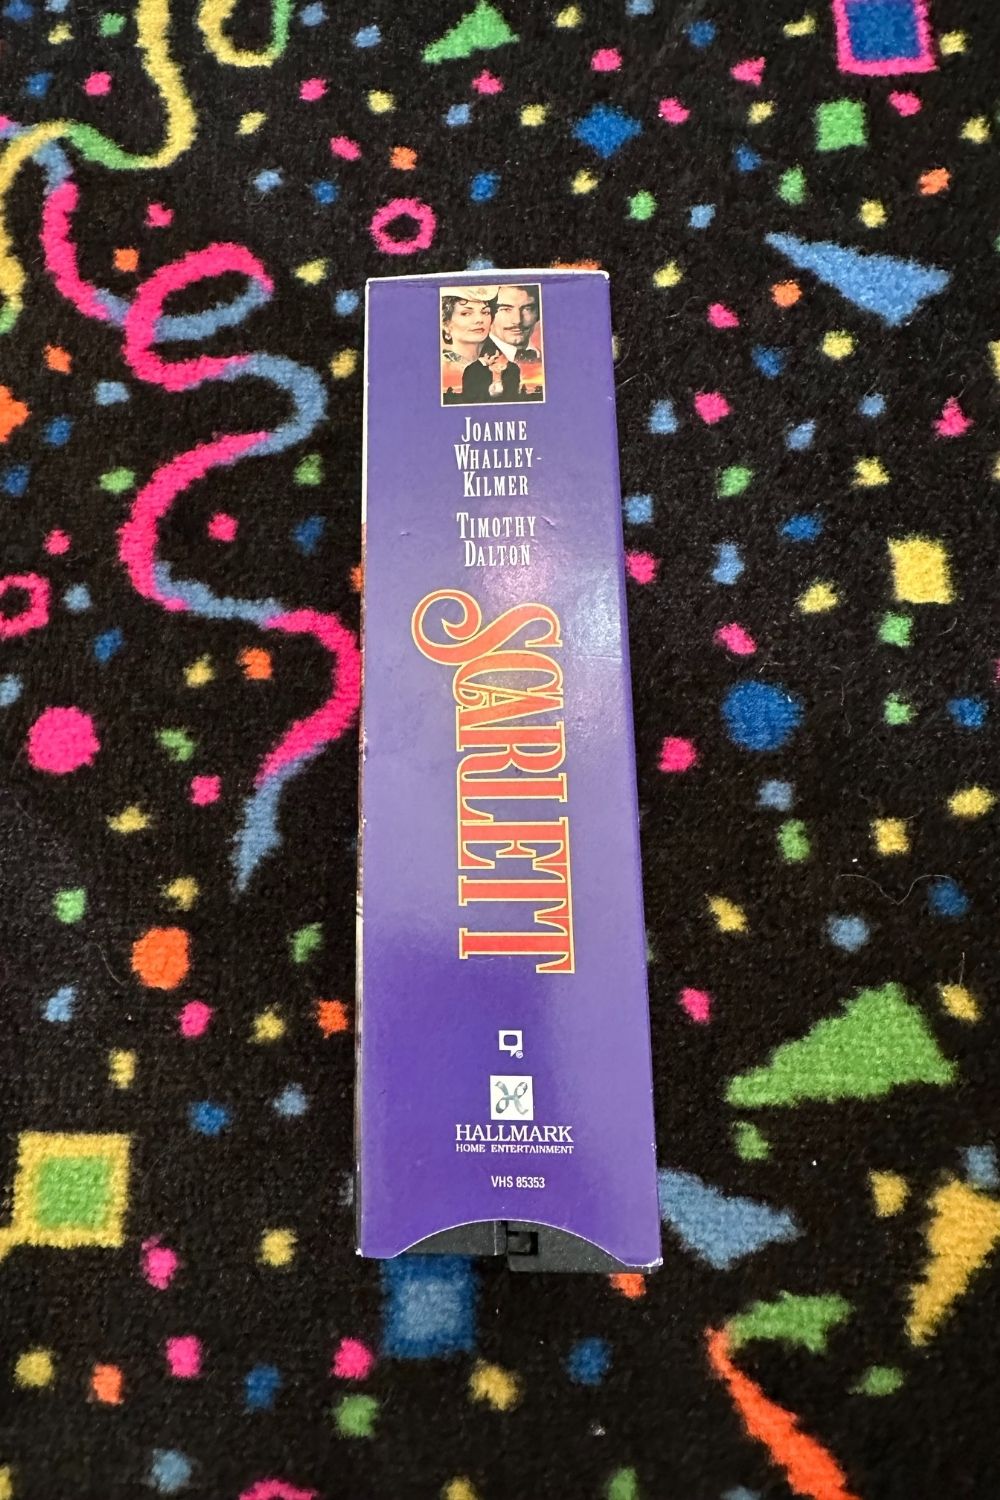 JOANNE
WHALLEY-
KILMER
TIMOTHY
DALTON
SCARLETT
HALLMARK
HOME ENTERTAINMENT
VHS 85353